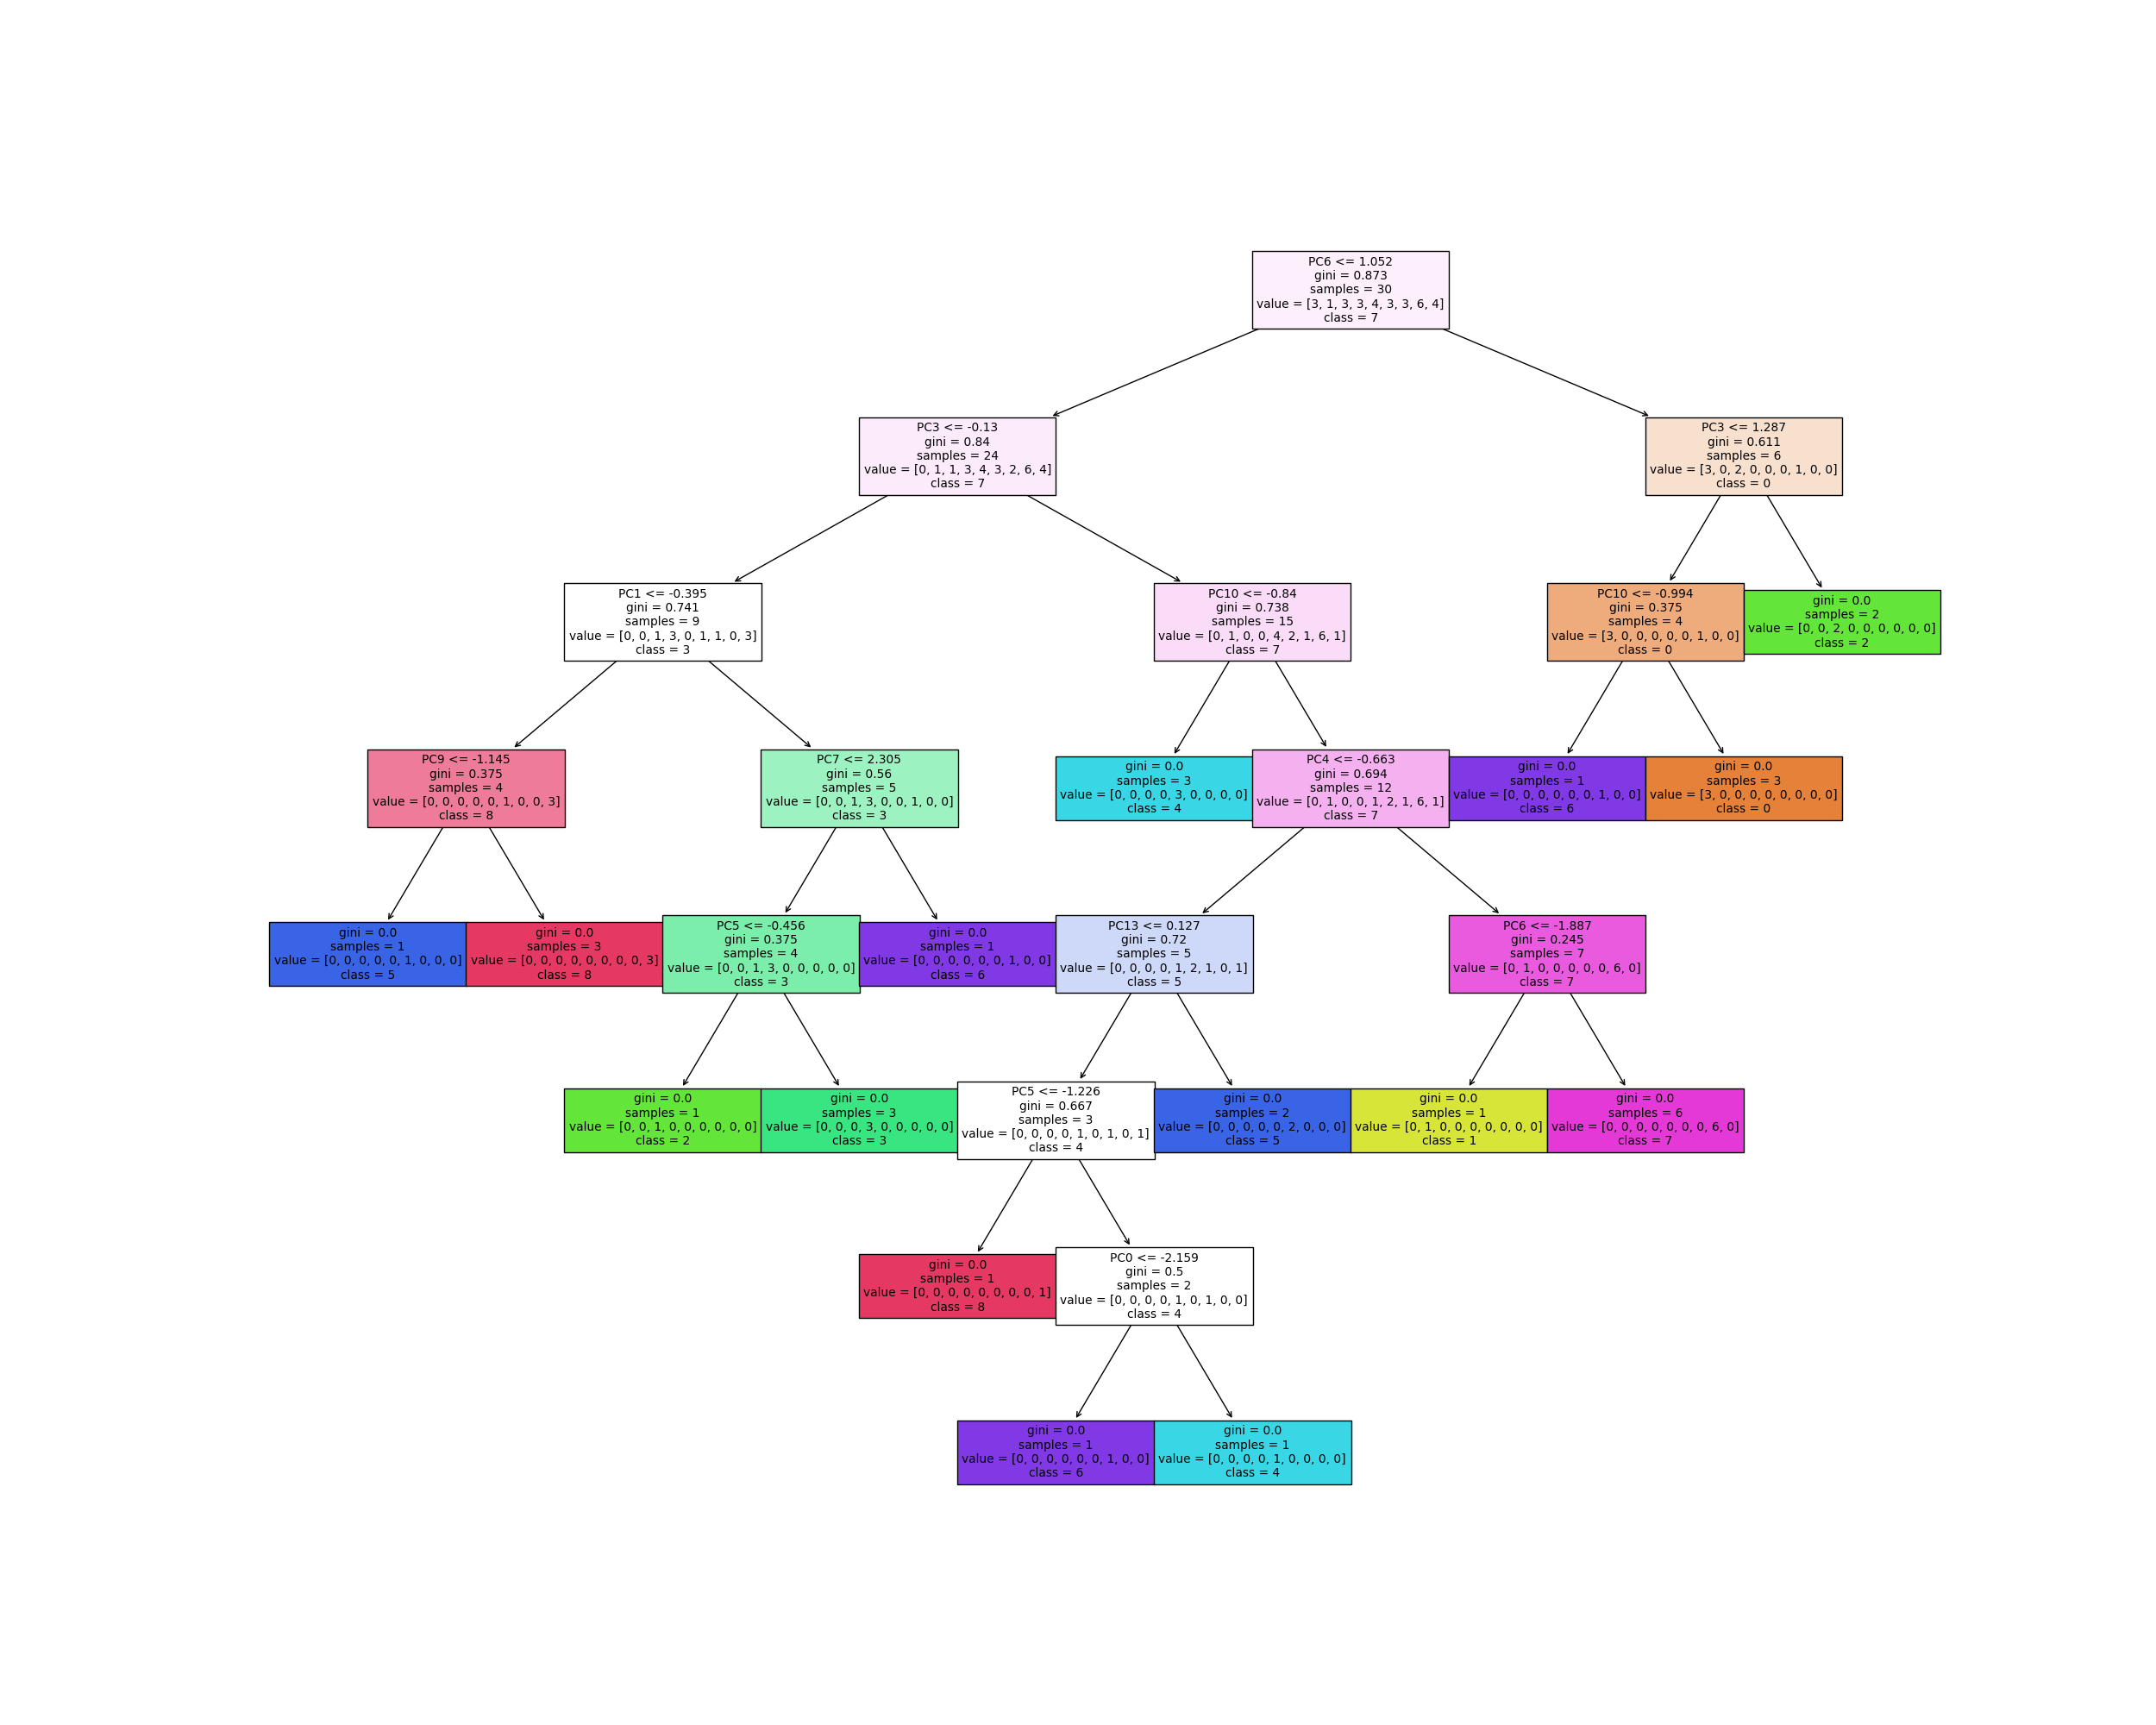 PC6 <= 1.052
gini = 0.873
samples = 30
value = [3, 1, 3, 3, 4, 3, 3, 6, 4]
class = 7
PC3 <= -0.13
gini = 0.84
samples = 24
value = [0, 1, 1, 3, 4, 3, 2, 6, 4]
class = 7
PC3 <= 1.287
gini = 0.611
samples = 6
value = [3, 0, 2, 0, 0, 0, 1, 0, 0]
class = 0
PC1 <= -0.395
gini = 0.741
samples = 9
value = [0, 0, 1, 3, 0, 1, 1, 0, 3]
class = 3
PC10 <= -0.84
gini = 0.738
samples = 15
value = [0, 1, 0, 0, 4, 2, 1, 6, 1]
class = 7
PC10 <= -0.994
gini = 0.375
samples = 4
value = [3, 0, 0, 0, 0, 0, 1, 0, 0]
class = 0
gini = 0.0
samples = 2
value = [0, 0, 2, 0, 0, 0, 0, 0, 0]
class = 2
PC9 <= -1.145
gini = 0.375
samples = 4
value = [0, 0, 0, 0, 0, 1, 0, 0, 3]
class = 8
PC7 <= 2.305
gini = 0.56
samples = 5
value = [0, 0, 1, 3, 0, 0, 1, 0, 0]
class = 3
gini = 0.0
samples = 3
value = [0, 0, 0, 0, 3, 0, 0, 0, 0]
class = 4
PC4 <= -0.663
gini = 0.694
samples = 12
value = [0, 1, 0, 0, 1, 2, 1, 6, 1]
class = 7
gini = 0.0
samples = 1
value = [0, 0, 0, 0, 0, 0, 1, 0, 0]
class = 6
gini = 0.0
samples = 3
value = [3, 0, 0, 0, 0, 0, 0, 0, 0]
class = 0
gini = 0.0
samples = 1
value = [0, 0, 0, 0, 0, 1, 0, 0, 0]
class = 5
gini = 0.0
samples = 3
value = [0, 0, 0, 0, 0, 0, 0, 0, 3]
class = 8
PC5 <= -0.456
gini = 0.375
samples = 4
value = [0, 0, 1, 3, 0, 0, 0, 0, 0]
class = 3
gini = 0.0
samples = 1
value = [0, 0, 0, 0, 0, 0, 1, 0, 0]
class = 6
PC13 <= 0.127
gini = 0.72
samples = 5
value = [0, 0, 0, 0, 1, 2, 1, 0, 1]
class = 5
PC6 <= -1.887
gini = 0.245
samples = 7
value = [0, 1, 0, 0, 0, 0, 0, 6, 0]
class = 7
gini = 0.0
samples = 1
value = [0, 0, 1, 0, 0, 0, 0, 0, 0]
class = 2
gini = 0.0
samples = 3
value = [0, 0, 0, 3, 0, 0, 0, 0, 0]
class = 3
PC5 <= -1.226
gini = 0.667
samples = 3
value = [0, 0, 0, 0, 1, 0, 1, 0, 1]
class = 4
gini = 0.0
samples = 2
value = [0, 0, 0, 0, 0, 2, 0, 0, 0]
class = 5
gini = 0.0
samples = 1
value = [0, 1, 0, 0, 0, 0, 0, 0, 0]
class = 1
gini = 0.0
samples = 6
value = [0, 0, 0, 0, 0, 0, 0, 6, 0]
class = 7
gini = 0.0
samples = 1
value = [0, 0, 0, 0, 0, 0, 0, 0, 1]
class = 8
PC0 <= -2.159
gini = 0.5
samples = 2
value = [0, 0, 0, 0, 1, 0, 1, 0, 0]
class = 4
gini = 0.0
samples = 1
value = [0, 0, 0, 0, 0, 0, 1, 0, 0]
class = 6
gini = 0.0
samples = 1
value = [0, 0, 0, 0, 1, 0, 0, 0, 0]
class = 4